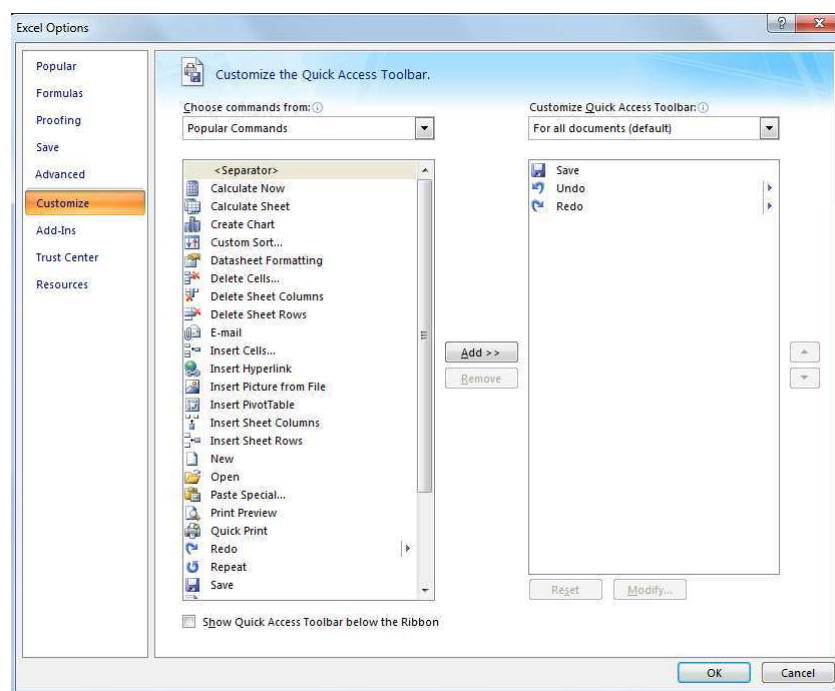 Excel Options
Popular
Formulas
Proofing
Save
Advanced
Customize
Add-Ins
Trust Center
Resources
Customize the Quick Access Toolbar.
Choose commands from:
Popular Commands
<Separator>
Calculate Now
Calculate Sheet
Create Chart
Custom Sort...
Datasheet Formatting
Delete Cells...
Delete Sheet Columns
Delete Sheet Rows
E-mail
Insert Cells...
Insert Hyperlink
Insert Picture from File
Insert PivotTable
Insert Sheet Columns
Insert Sheet Rows
New
Open
Paste Special...
Print Preview
Quick Print
Redo
Repeat
Save
Show Quick Access Toolbar below the Ribbon
Add >>
Remove
Customize Quick Access Toolbar:
For all documents (default)
Save
Undo
Redo
Reset
Modify...
OK
Cancel